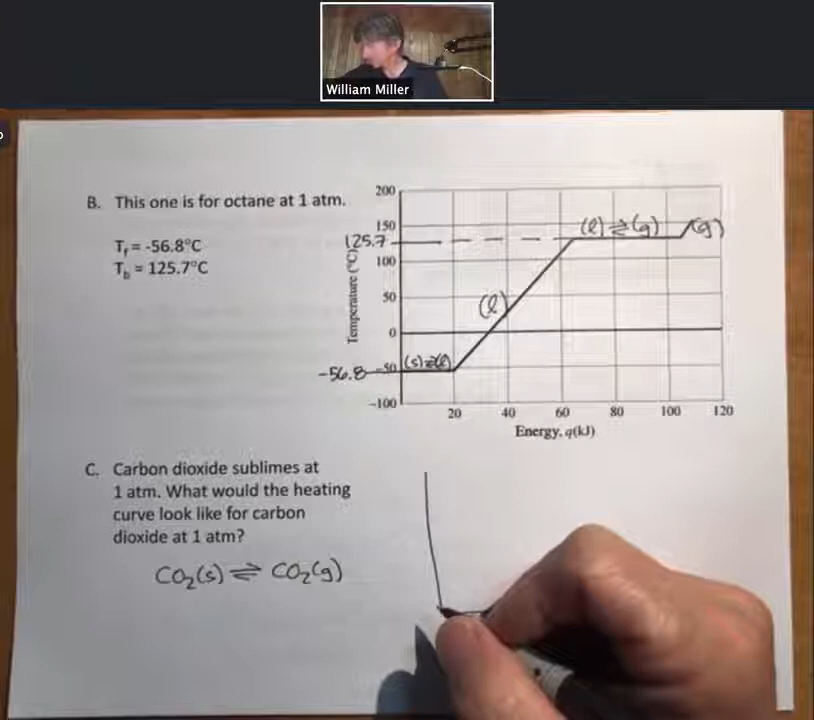 William Miller
B. This one is for octane at 1 atm.
Tf = -56.8°C
Tb = 125.7°C
200
150
125.7
100
50
0
-50
-56.8
-100
Temperature (°C)
(s)⇌(l)
(l)
(l)⇌(g)
(g)
20 40 60 80 100 120
Energy, q(kJ)
C. Carbon dioxide sublimes at
1 atm. What would the heating
curve look like for carbon
dioxide at 1 atm?
CO₂(s) ⇌ CO₂(g)